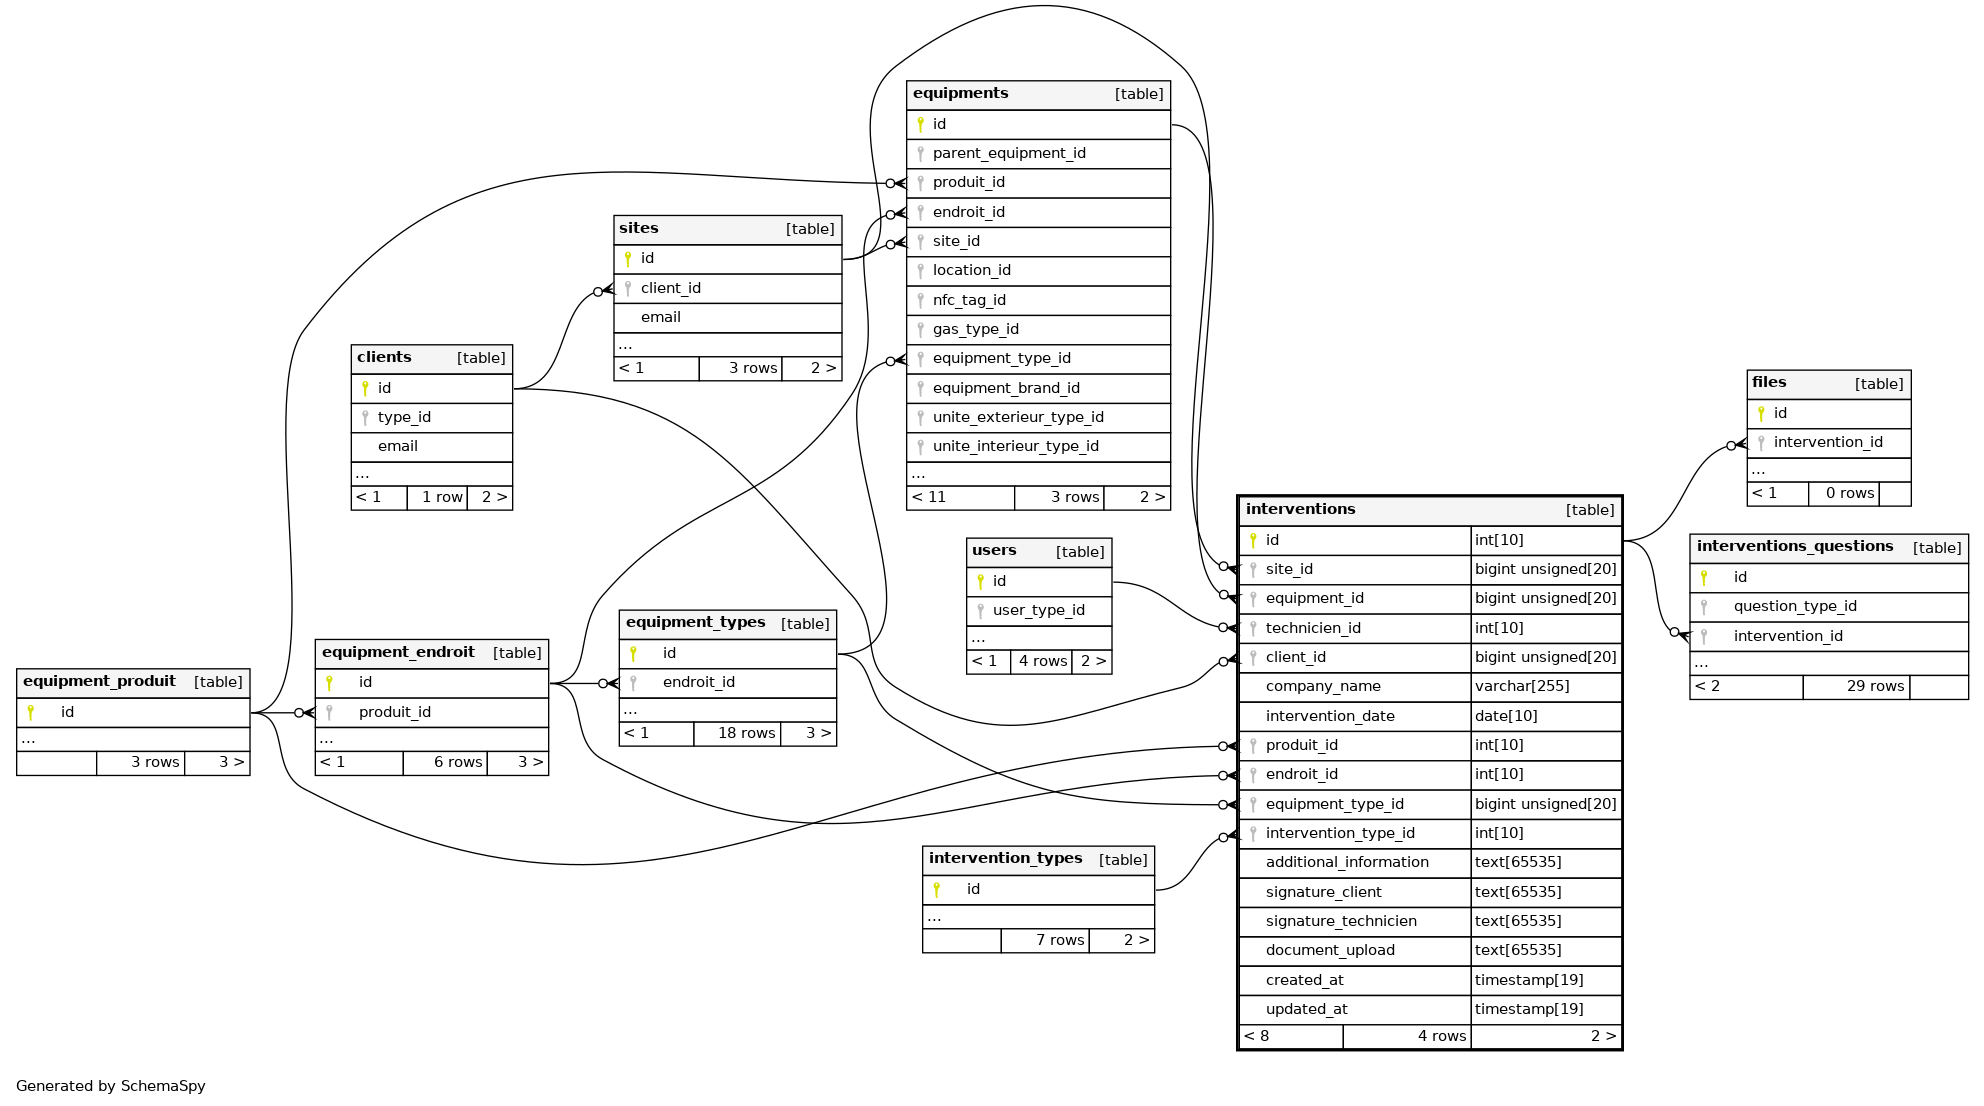 equipments [table]
id
parent_equipment_id
produit_id
endroit_id
site_id
location_id
nfc_tag_id
gas_type_id
equipment_type_id
equipment_brand_id
unite_exterieur_type_id
unite_interieur_type_id
...
< 11 3 rows 2 >
sites [table]
id
client_id
email
...
< 1 3 rows 2 >
clients [table]
id
type_id
email
...
< 1 1 row 2 >
files [table]
id
intervention_id
...
< 1 0 rows
interventions [table]
id int[10]
site_id bigint unsigned[20]
equipment_id bigint unsigned[20]
technicien_id int[10]
client_id bigint unsigned[20]
company_name varchar[255]
intervention_date date[10]
produit_id int[10]
endroit_id int[10]
equipment_type_id bigint unsigned[20]
intervention_type_id int[10]
additional_information text[65535]
signature_client text[65535]
signature_technicien text[65535]
document_upload text[65535]
created_at timestamp[19]
updated_at timestamp[19]
< 8 4 rows 2 >
interventions_questions [table]
id
question_type_id
intervention_id
...
< 2 29 rows
users [table]
id
user_type_id
...
< 1 4 rows 2 >
equipment_types [table]
id
endroit_id
...
< 1 18 rows 3 >
equipment_endroit [table]
id
produit_id
...
< 1 6 rows 3 >
equipment_produit [table]
id
...
3 rows 3 >
intervention_types [table]
id
...
7 rows 2 >
Generated by SchemaSpy